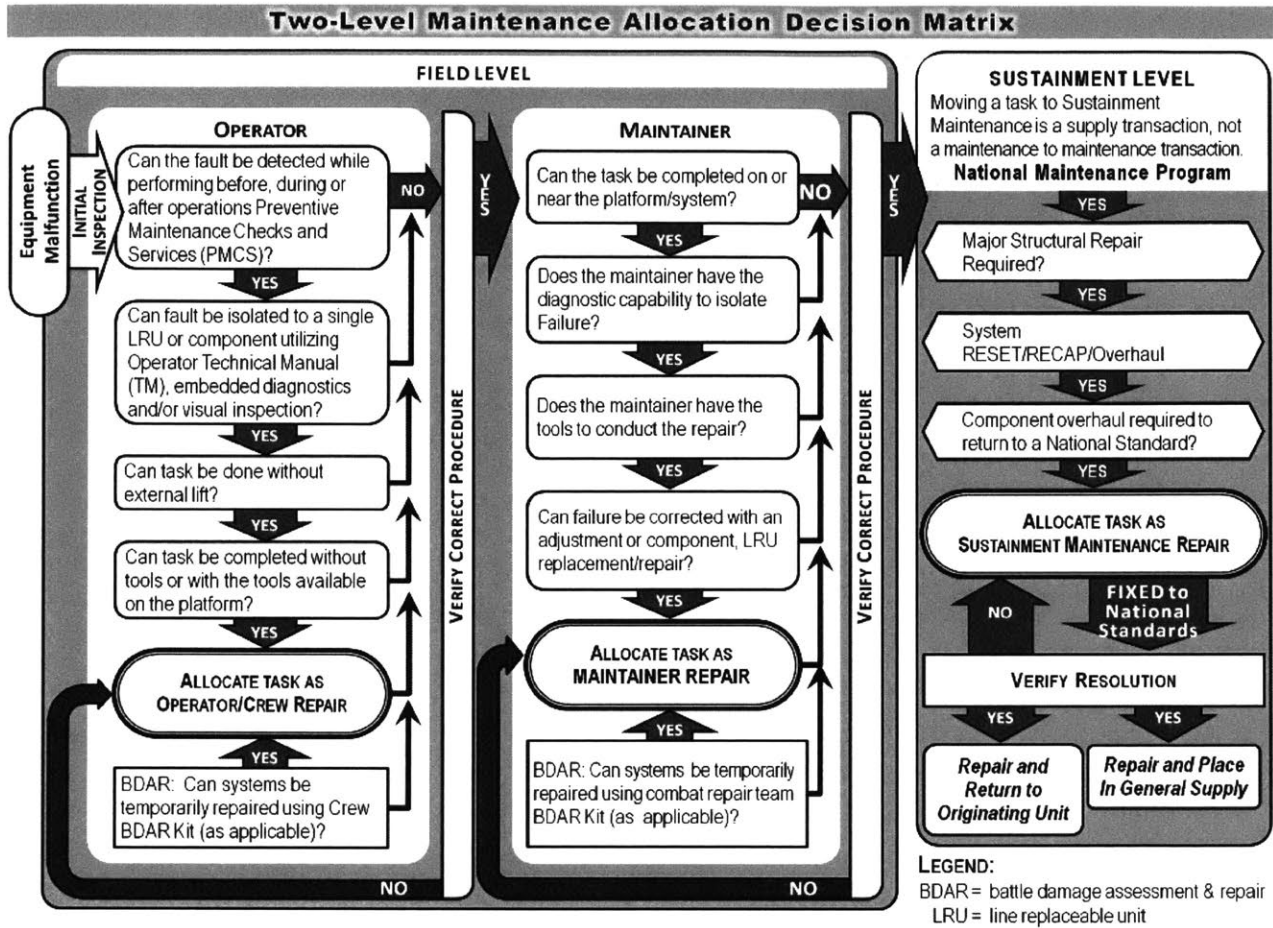 Two-Level Maintenance Allocation Decision Matrix
FIELD LEVEL
Equipment
Malfunction
INITIAL
INSPECTION
OPERATOR
Can the fault be detected while
performing before, during or
after operations Preventive
Maintenance Checks and
Services (PMCS)?
NO
YES
Can fault be isolated to a single
LRU or component utilizing
Operator Technical Manual
(TM), embedded diagnostics
and/or visual inspection?
YES
Can task be done without
external lift?
YES
Can task be completed without
tools or with the tools available
on the platform?
YES
ALLOCATE TASK AS
OPERATOR/CREW REPAIR
YES
BDAR: Can systems be
temporarily repaired using Crew
BDAR Kit (as applicable)?
NO
VERIFY CORRECT PROCEDURE
YES
MAINTAINER
Can the task be completed on or
near the platform/system?
NO
YES
Does the maintainer have the
diagnostic capability to isolate
Failure?
YES
Does the maintainer have the
tools to conduct the repair?
YES
Can failure be corrected with an
adjustment or component, LRU
replacement/repair?
YES
ALLOCATE TASK AS
MAINTAINER REPAIR
YES
BDAR: Can systems be temporarily
repaired using combat repair team
BDAR Kit (as applicable)?
NO
VERIFY CORRECT PROCEDURE
YES
SUSTAINMENT LEVEL
Moving a task to Sustainment
Maintenance is a supply transaction, not
a maintenance to maintenance transaction.
National Maintenance Program
YES
Major Structural Repair
Required?
YES
System
RESET/RECAP/Overhaul
YES
Component overhaul required to
return to a National Standard?
YES
ALLOCATE TASK AS
SUSTAINMENT MAINTENANCE REPAIR
NO
FIXED to
National
Standards
VERIFY RESOLUTION
YES
YES
Repair and
Return to
Originating Unit
Repair and Place
In General Supply
LEGEND:
BDAR = battle damage assessment & repair
LRU = line replaceable unit